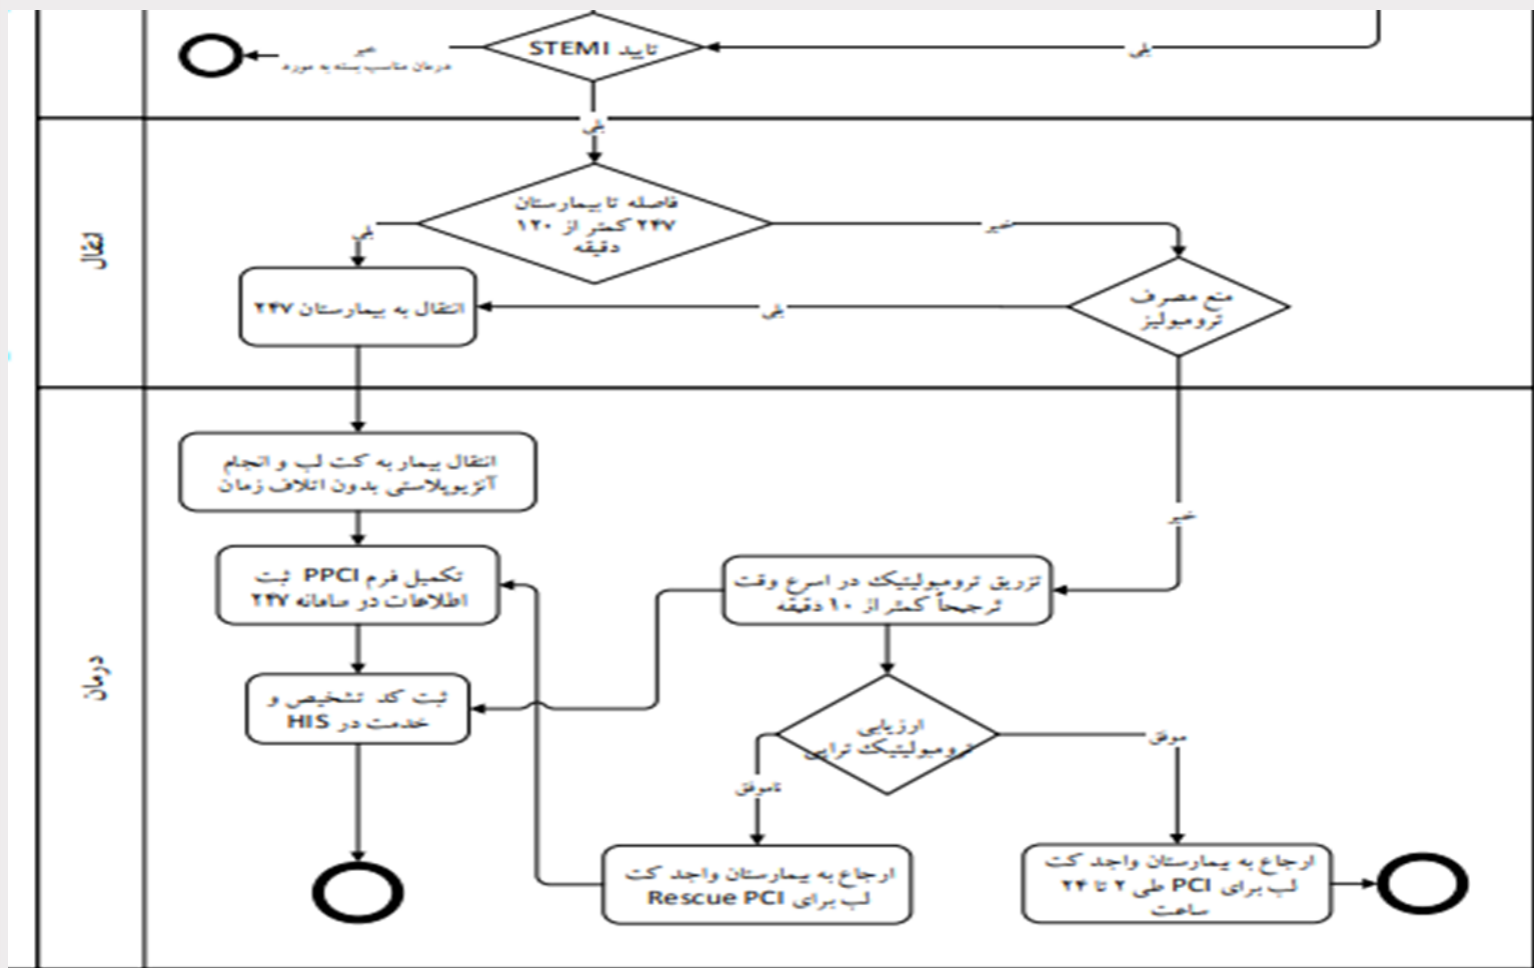 تایید STEMI
بلی
خیر
درمان مناسب بسته به مورد
بلی
انتقال
فاصله تا بیمارستان
۲۴۷ کمتر از ۱۲۰
دقیقه
خیر
بلی
منع مصرف
ترومبولیز
بلی
انتقال به بیمارستان ۲۴۷
درمان
انتقال بیمار به کت لب و انجام
آنژیوپلاستی بدون اتلاف زمان
خیر
تزریق ترومبولیتیک در اسرع وقت
ترجیحاً کمتر از ۱۰ دقیقه
تکمیل فرم PPCI ثبت
اطلاعات در سامانه ۲۴۷
ثبت کد تشخیص و
خدمت در HIS
ارزیابی
ترومبولیتیک تراپی
موفق
ناموفق
ارجاع به بیمارستان واجد کت
لب برای PCI طی ۲ تا ۲۴
ساعت
ارجاع به بیمارستان واجد کت
لب برای Rescue PCI